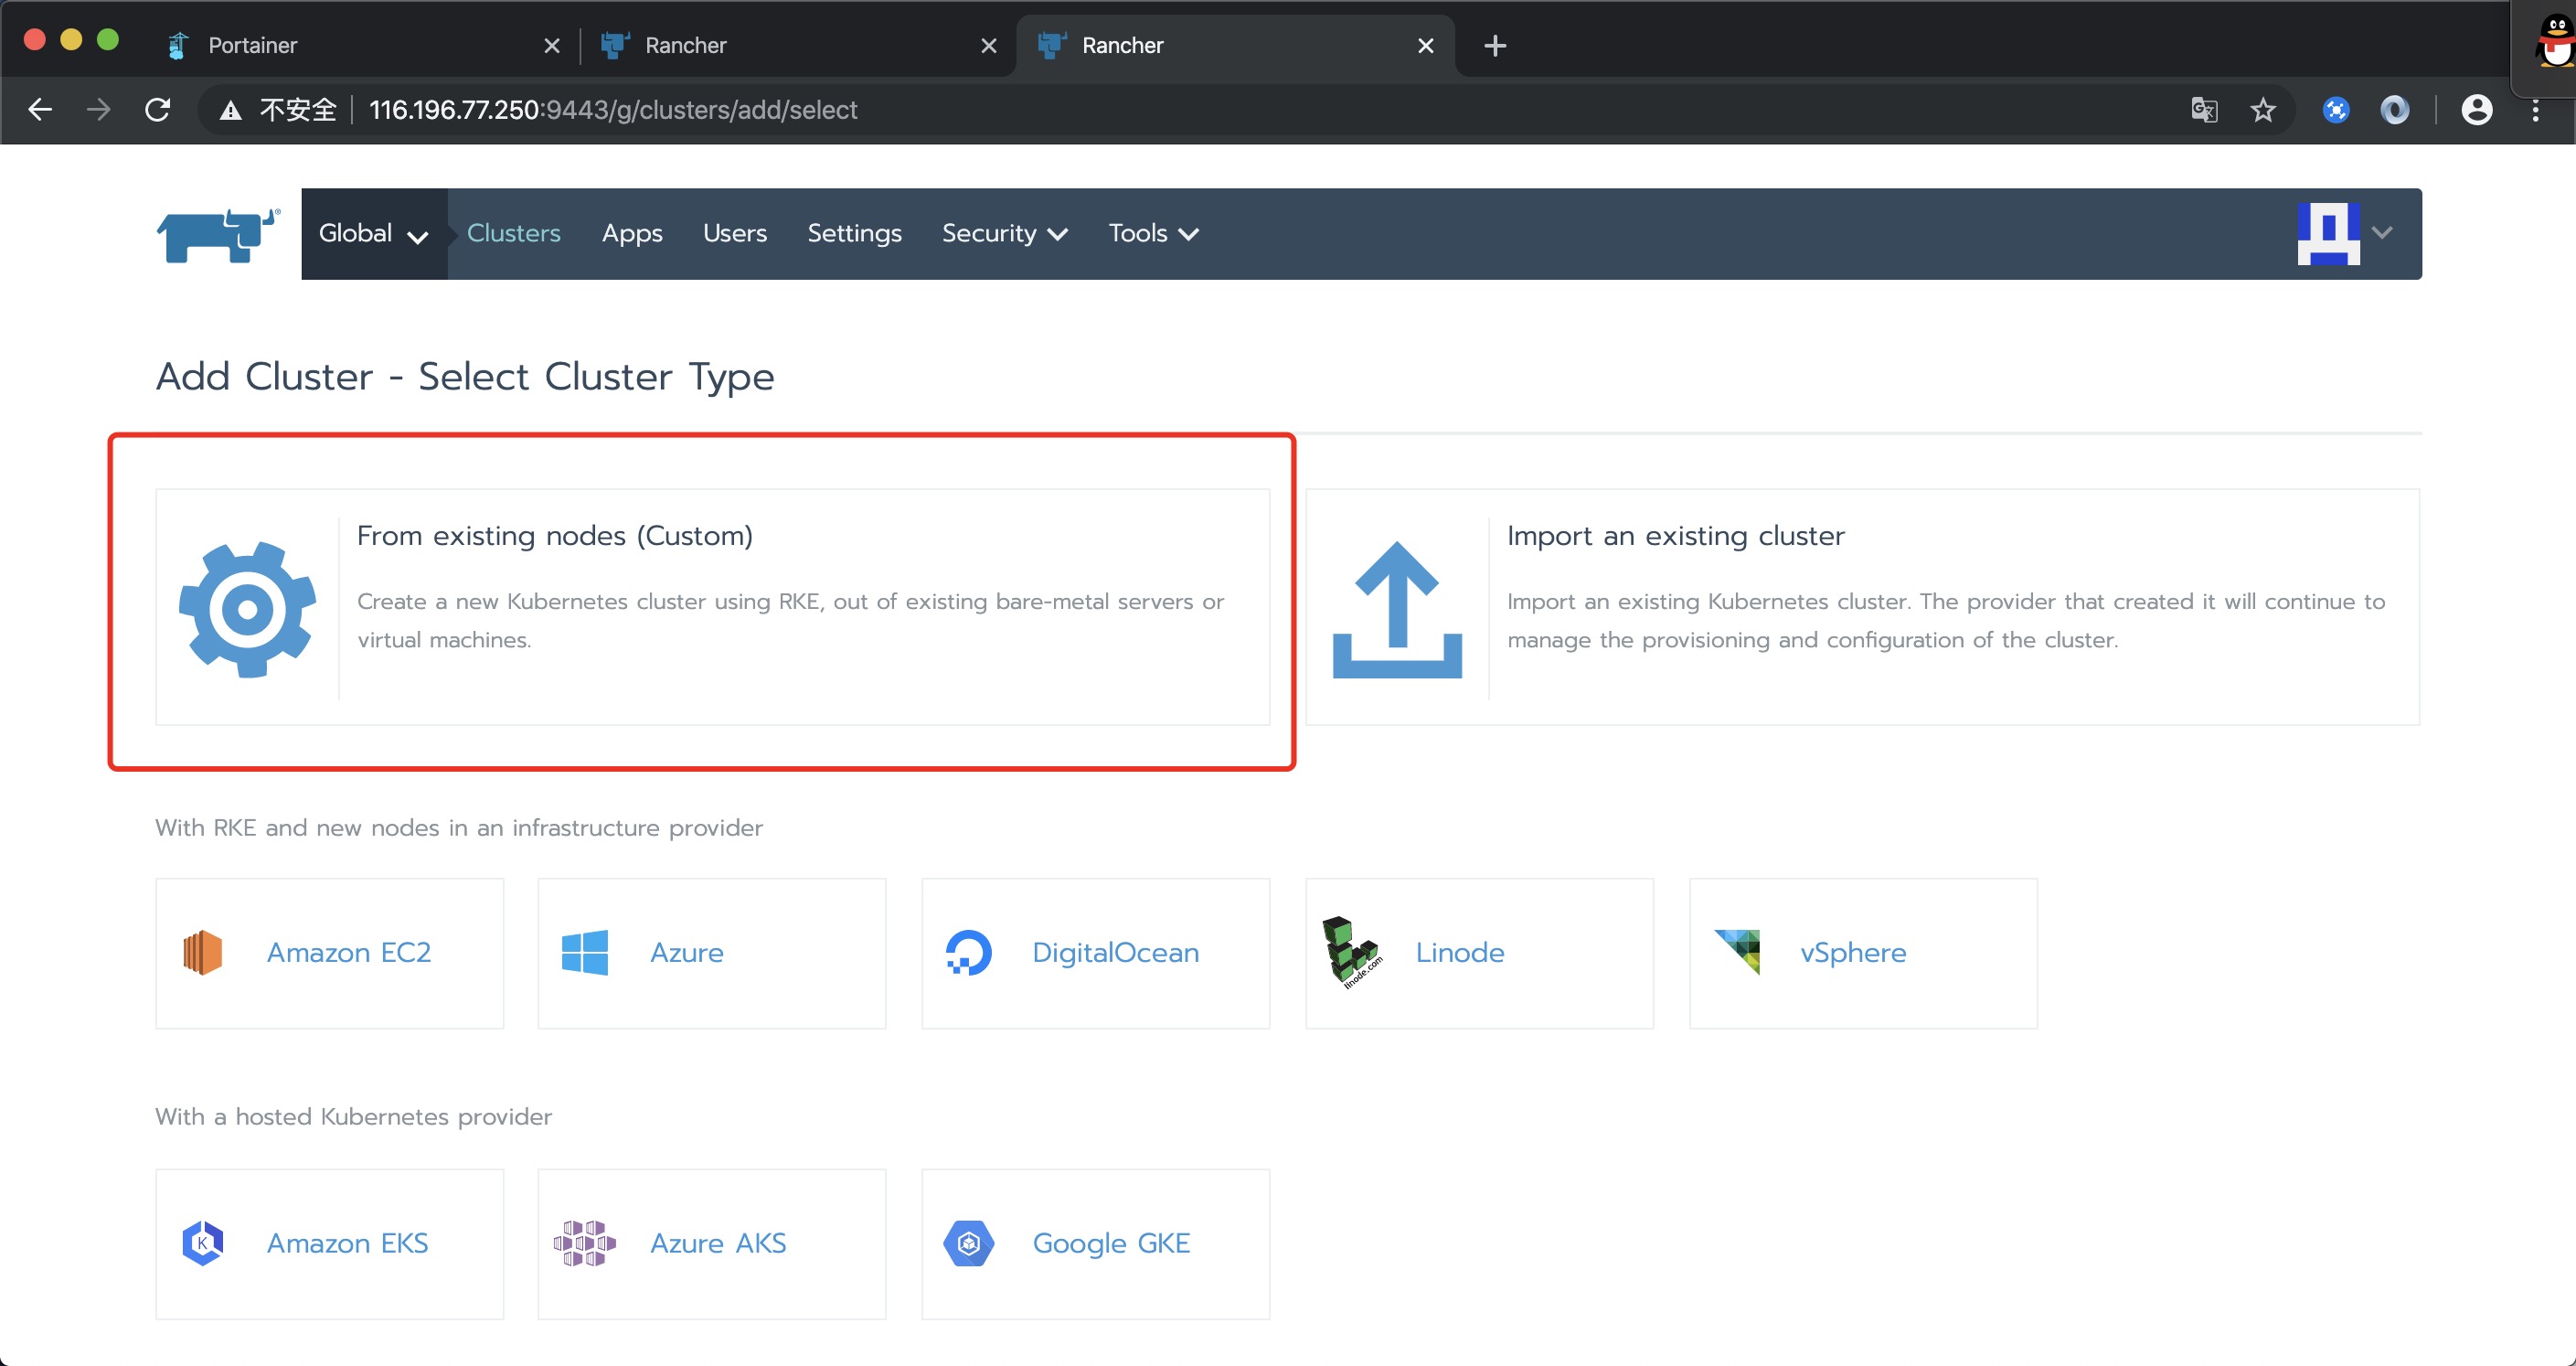 Portainer
Rancher
Rancher
不安全
116.196.77.250:9443/g/clusters/add/select
Global
Clusters
Apps
Users
Settings
Security
Tools
Add Cluster - Select Cluster Type
From existing nodes (Custom)
Create a new Kubernetes cluster using RKE, out of existing bare-metal servers or
virtual machines.
Import an existing cluster
Import an existing Kubernetes cluster. The provider that created it will continue to
manage the provisioning and configuration of the cluster.
With RKE and new nodes in an infrastructure provider
Amazon EC2
Azure
DigitalOcean
linode.com
Linode
vSphere
With a hosted Kubernetes provider
K
Amazon EKS
Azure AKS
Google GKE